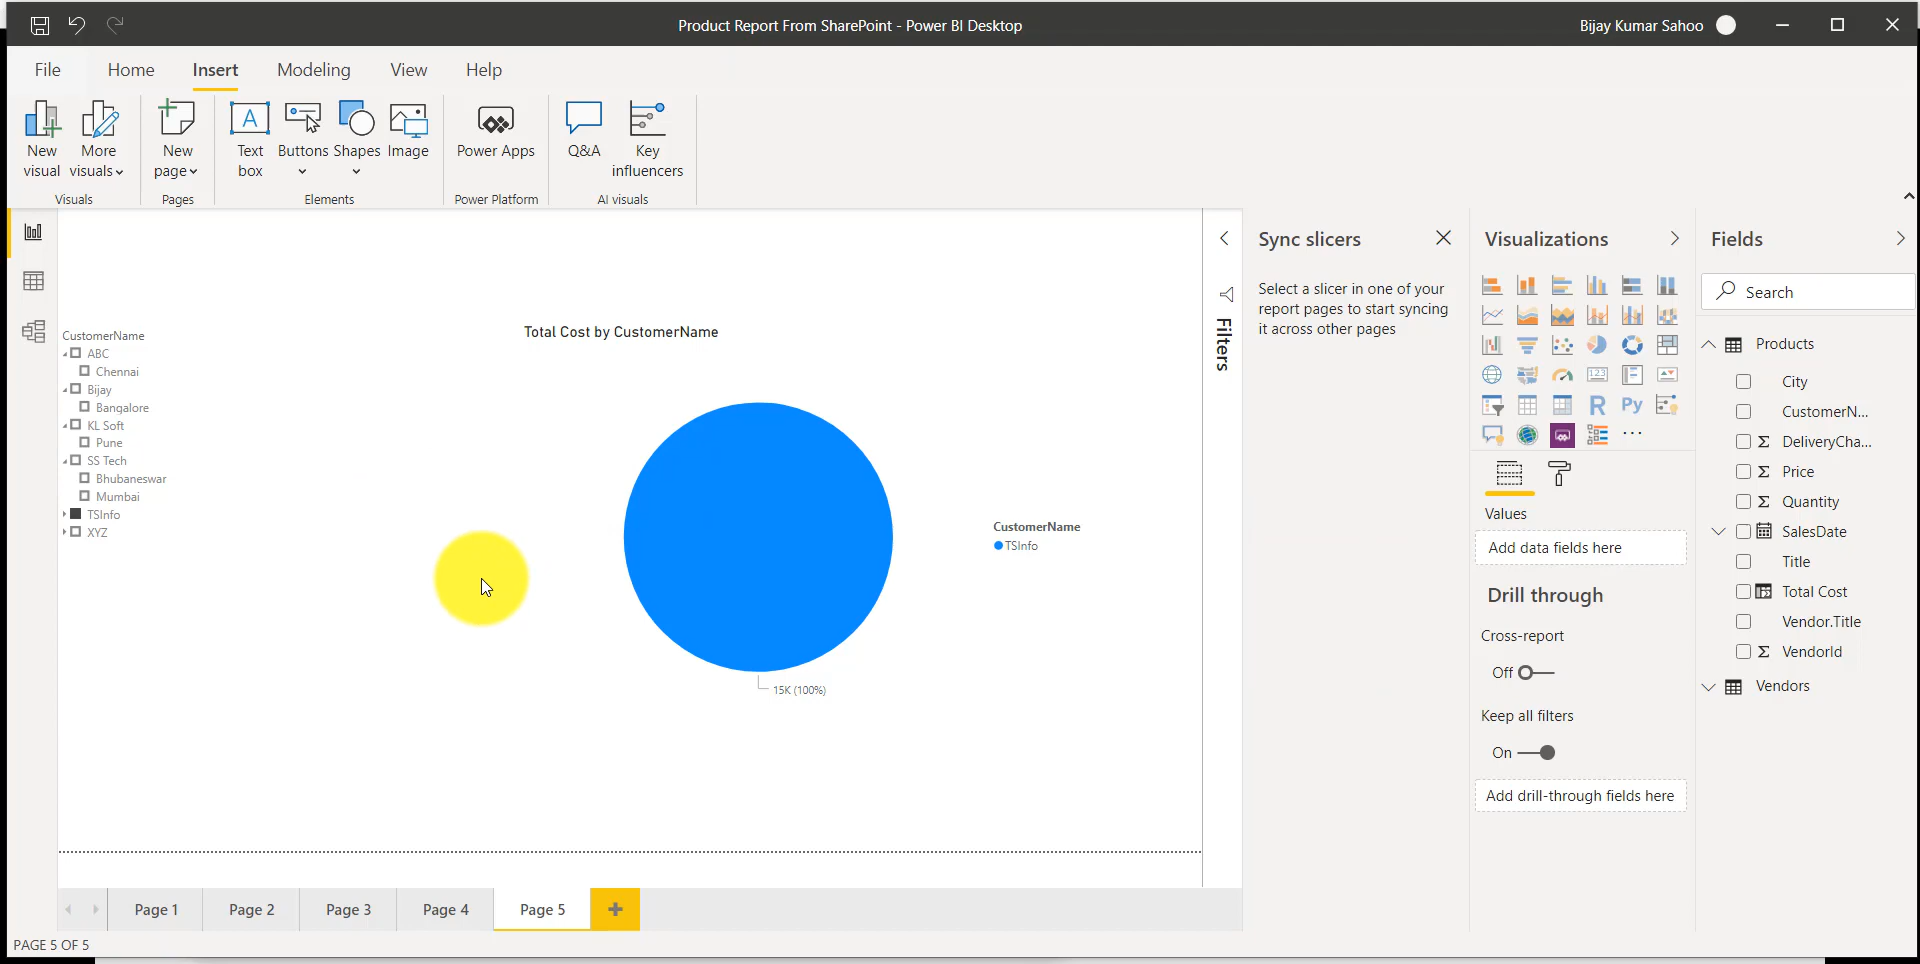 Product Report From SharePoint - Power BI Desktop
Bijay Kumar Sahoo
File
Home
Insert
Modeling
View
Help
New visual
More visuals
New page
Text box
Buttons
Shapes
Image
Power Apps
Q&A
Key influencers
Visuals
Pages
Elements
Power Platform
AI visuals
CustomerName
ABC
Chennai
Bijay
Bangalore
KL Soft
Pune
SS Tech
Bhubaneswar
Mumbai
TSInfo
XYZ
Total Cost by CustomerName
15K (100%)
CustomerName
TSInfo
Filters
Sync slicers
Select a slicer in one of your
report pages to start syncing
it across other pages
Visualizations
123
R
Py
Values
Add data fields here
Drill through
Cross-report
Off
Keep all filters
On
Add drill-through fields here
Fields
Search
Products
City
CustomerN...
Σ DeliveryCha...
Σ Price
Σ Quantity
SalesDate
Title
Total Cost
Vendor.Title
Σ VendorId
Vendors
Page 1
Page 2
Page 3
Page 4
Page 5
PAGE 5 OF 5